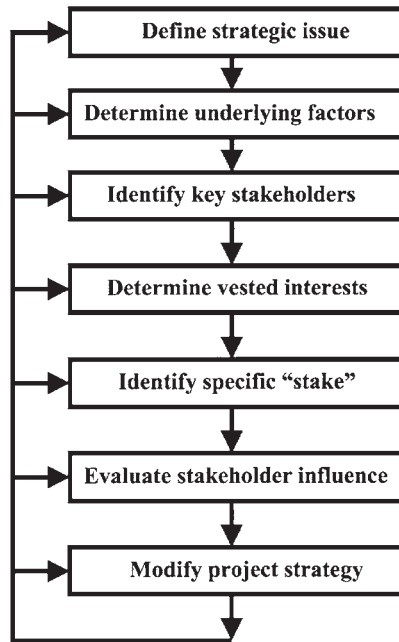 Define strategic issue
Determine underlying factors
Identify key stakeholders
Determine vested interests
Identify specific “stake”
Evaluate stakeholder influence
Modify project strategy